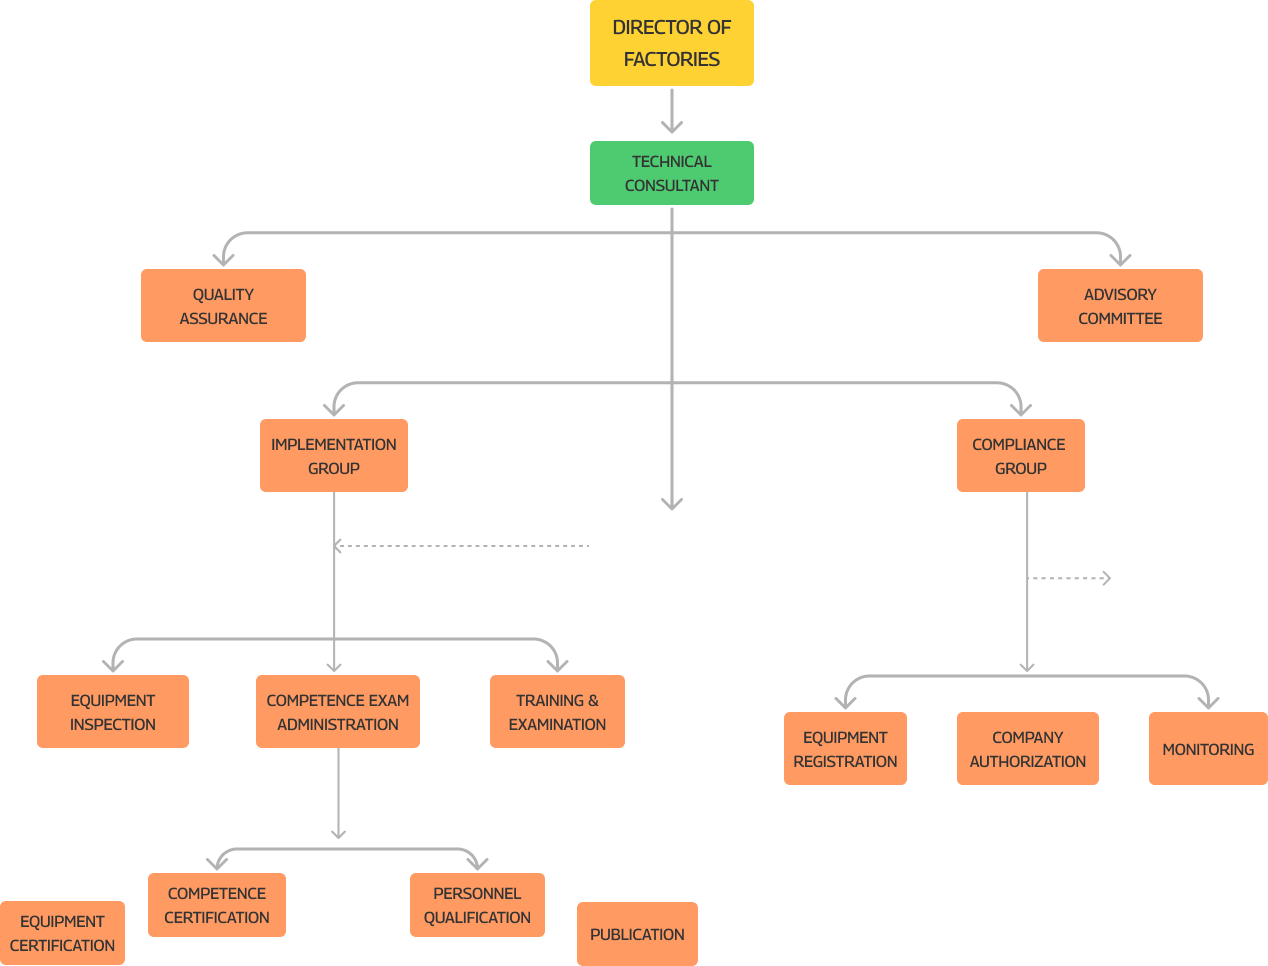 DIRECTOR OF
FACTORIES
TECHNICAL
CONSULTANT
QUALITY
ASSURANCE
ADVISORY
COMMITTEE
IMPLEMENTATION
GROUP
COMPLIANCE
GROUP
EQUIPMENT
INSPECTION
COMPETENCE EXAM
ADMINISTRATION
TRAINING &
EXAMINATION
EQUIPMENT
REGISTRATION
COMPANY
AUTHORIZATION
MONITORING
COMPETENCE
CERTIFICATION
PERSONNEL
QUALIFICATION
EQUIPMENT
CERTIFICATION
PUBLICATION